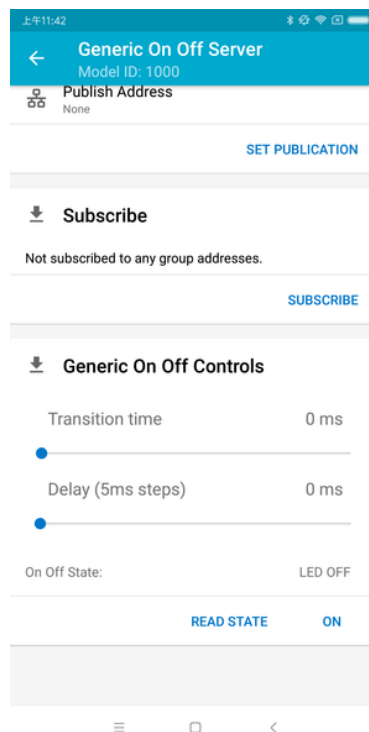 上午11:42
Generic On Off Server
Model ID: 1000
Publish Address
None
SET PUBLICATION
Subscribe
Not subscribed to any group addresses.
SUBSCRIBE
Generic On Off Controls
Transition time 0 ms
Delay (5ms steps) 0 ms
On Off State: LED OFF
READ STATE ON